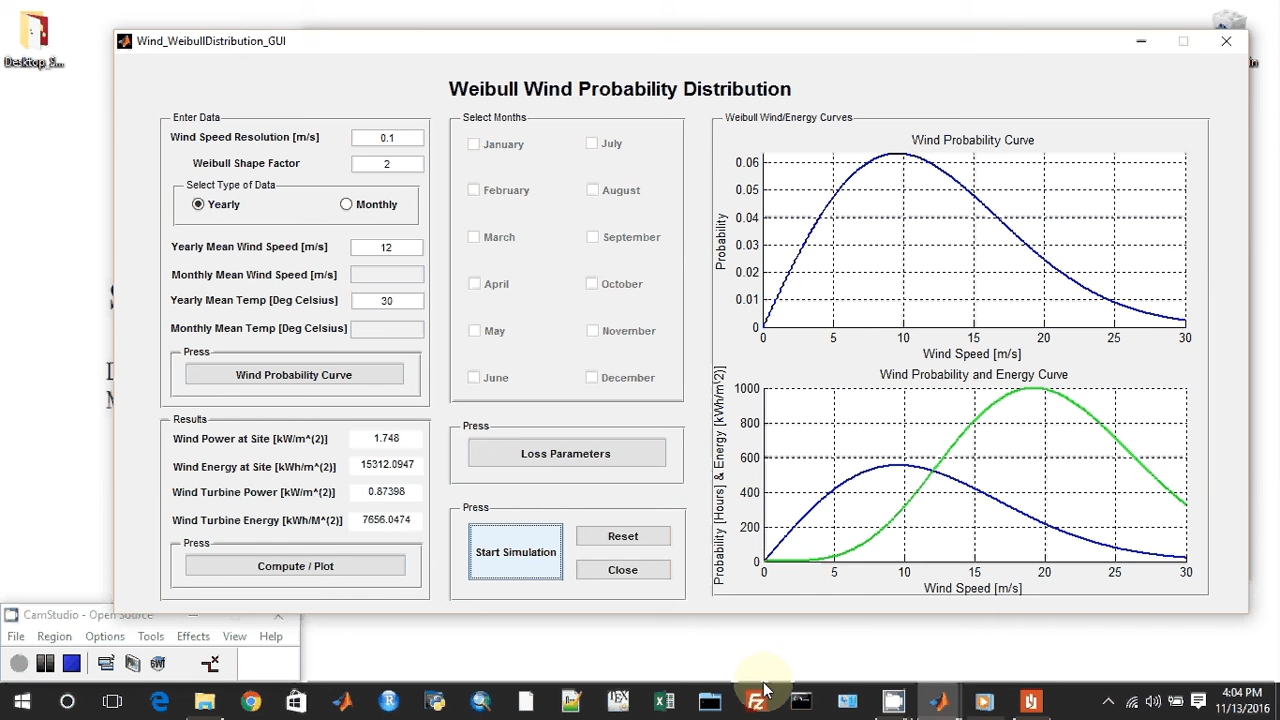 Desktop_S...
in
Wind_WeibullDistribution_GUI
Weibull Wind Probability Distribution
Enter Data
Wind Speed Resolution [m/s]
0.1
Weibull Shape Factor
2
Select Type of Data
Yearly
Monthly
Yearly Mean Wind Speed [m/s]
12
Monthly Mean Wind Speed [m/s]
Yearly Mean Temp [Deg Celsius]
30
Monthly Mean Temp [Deg Celsius]
Press
Wind Probability Curve
Results
Wind Power at Site [kW/m^(2)]
1.748
Wind Energy at Site [kWh/m^(2)]
15312.0947
Wind Turbine Power [kW/m^(2)]
0.87398
Wind Turbine Energy [kWh/M^(2)]
7656.0474
Press
Compute / Plot
Select Months
January
July
February
August
March
September
April
October
May
November
June
December
Press
Loss Parameters
Press
Start Simulation
Reset
Close
Weibull Wind/Energy Curves
Wind Probability Curve
Probability
0.06
0.05
0.04
0.03
0.02
0.01
0
0 5 10 15 20 25 30
Wind Speed [m/s]
Wind Probability and Energy Curve
Probability [Hours] & Energy [kWh/m(2)]
1000
800
600
400
200
0
0 5 10 15 20 25 30
Wind Speed [m/s]
CamStudio - Open Source
File Region Options Tools Effects View Help
4:04 PM
11/13/2016